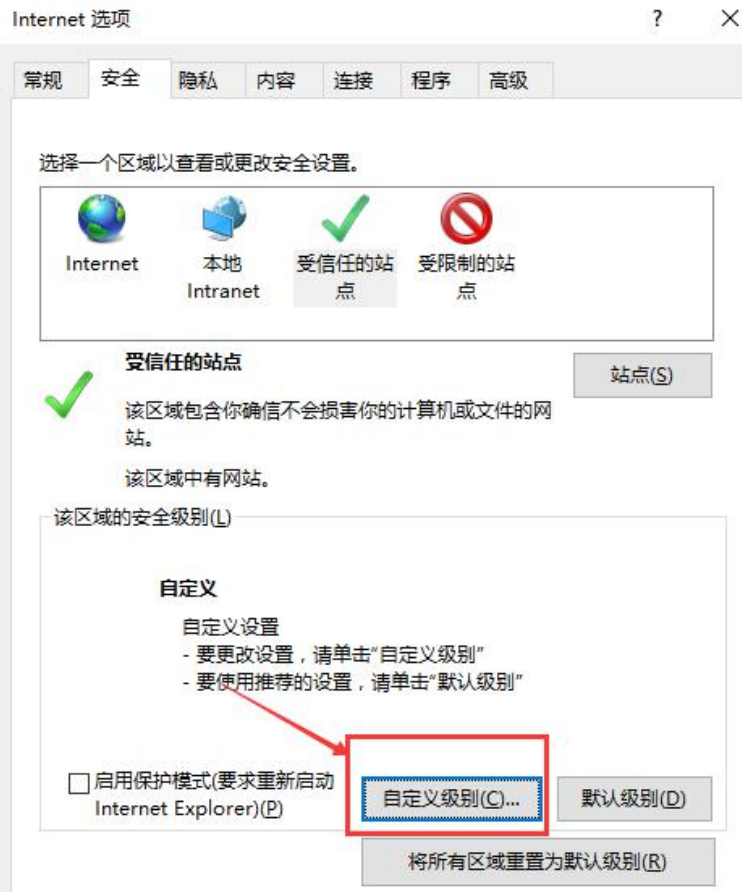 Internet 选项
? ×
常规 安全 隐私 内容 连接 程序 高级
选择一个区域以查看或更改安全设置。
Internet 本地 受信任的站 受限制的站
Intranet 点 点
受信任的站点
站点(S)
该区域包含你确信不会损害你的计算机或文件的网
站。
该区域中有网站。
该区域的安全级别(L)
自定义
自定义设置
- 要更改设置，请单击“自定义级别”
- 要使用推荐的设置，请单击“默认级别”
启用保护模式(要求重新启动
Internet Explorer)(P)
自定义级别(C)... 默认级别(D)
将所有区域重置为默认级别(R)